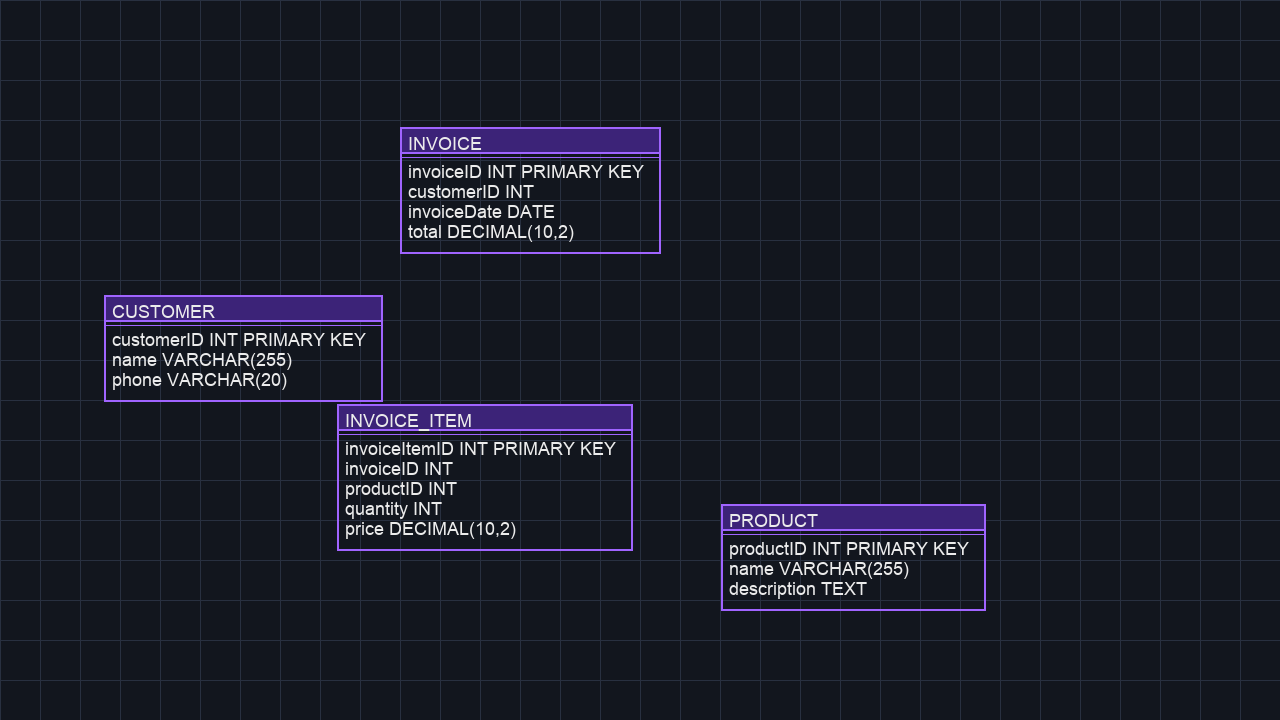 INVOICE
invoiceID INT PRIMARY KEY
customerID INT
invoiceDate DATE
total DECIMAL(10,2)
CUSTOMER
customerID INT PRIMARY KEY
name VARCHAR(255)
phone VARCHAR(20)
INVOICE_ITEM
invoiceItemID INT PRIMARY KEY
invoiceID INT
productID INT
quantity INT
price DECIMAL(10,2)
PRODUCT
productID INT PRIMARY KEY
name VARCHAR(255)
description TEXT